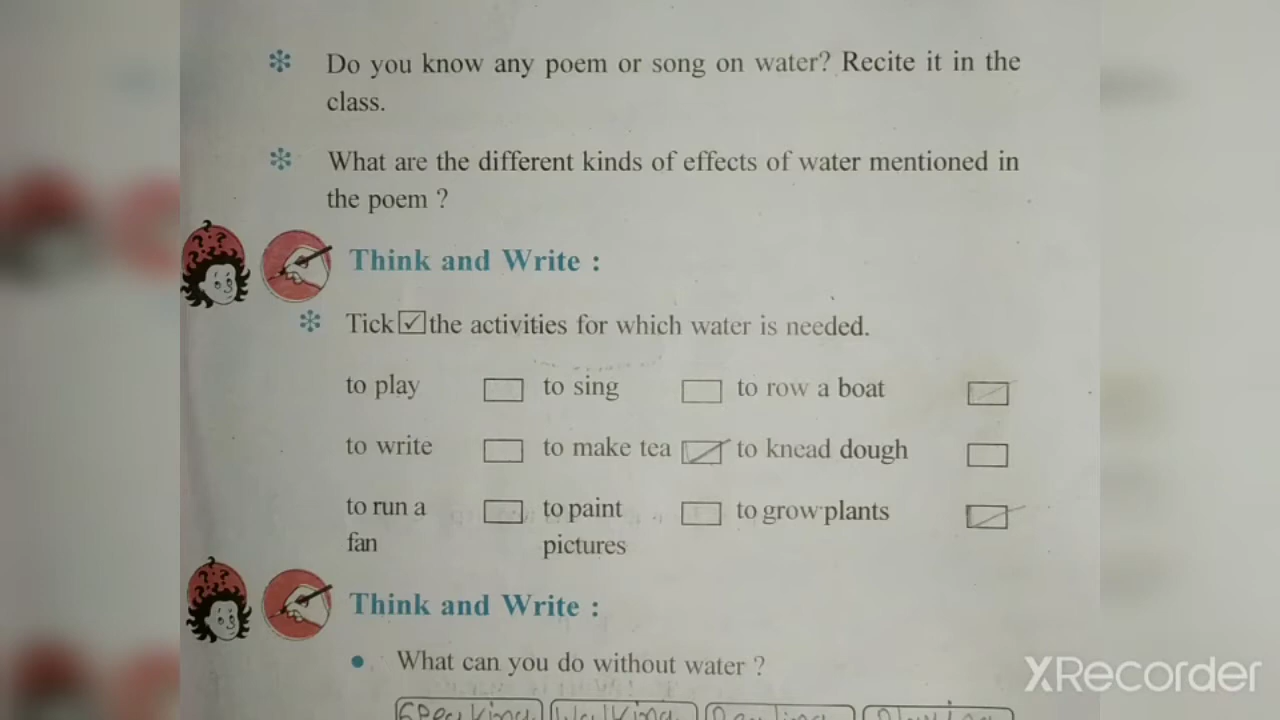 Do you know any poem or song on water? Recite it in the
class.
What are the different kinds of effects of water mentioned in
the poem ?
Think and Write :
Tick ☑ the activities for which water is needed.
to play to sing to row a boat
to write to make tea to knead dough
to run a to paint to grow plants
fan pictures
Think and Write :
What can you do without water ?
Speaking Walking
XRecorder